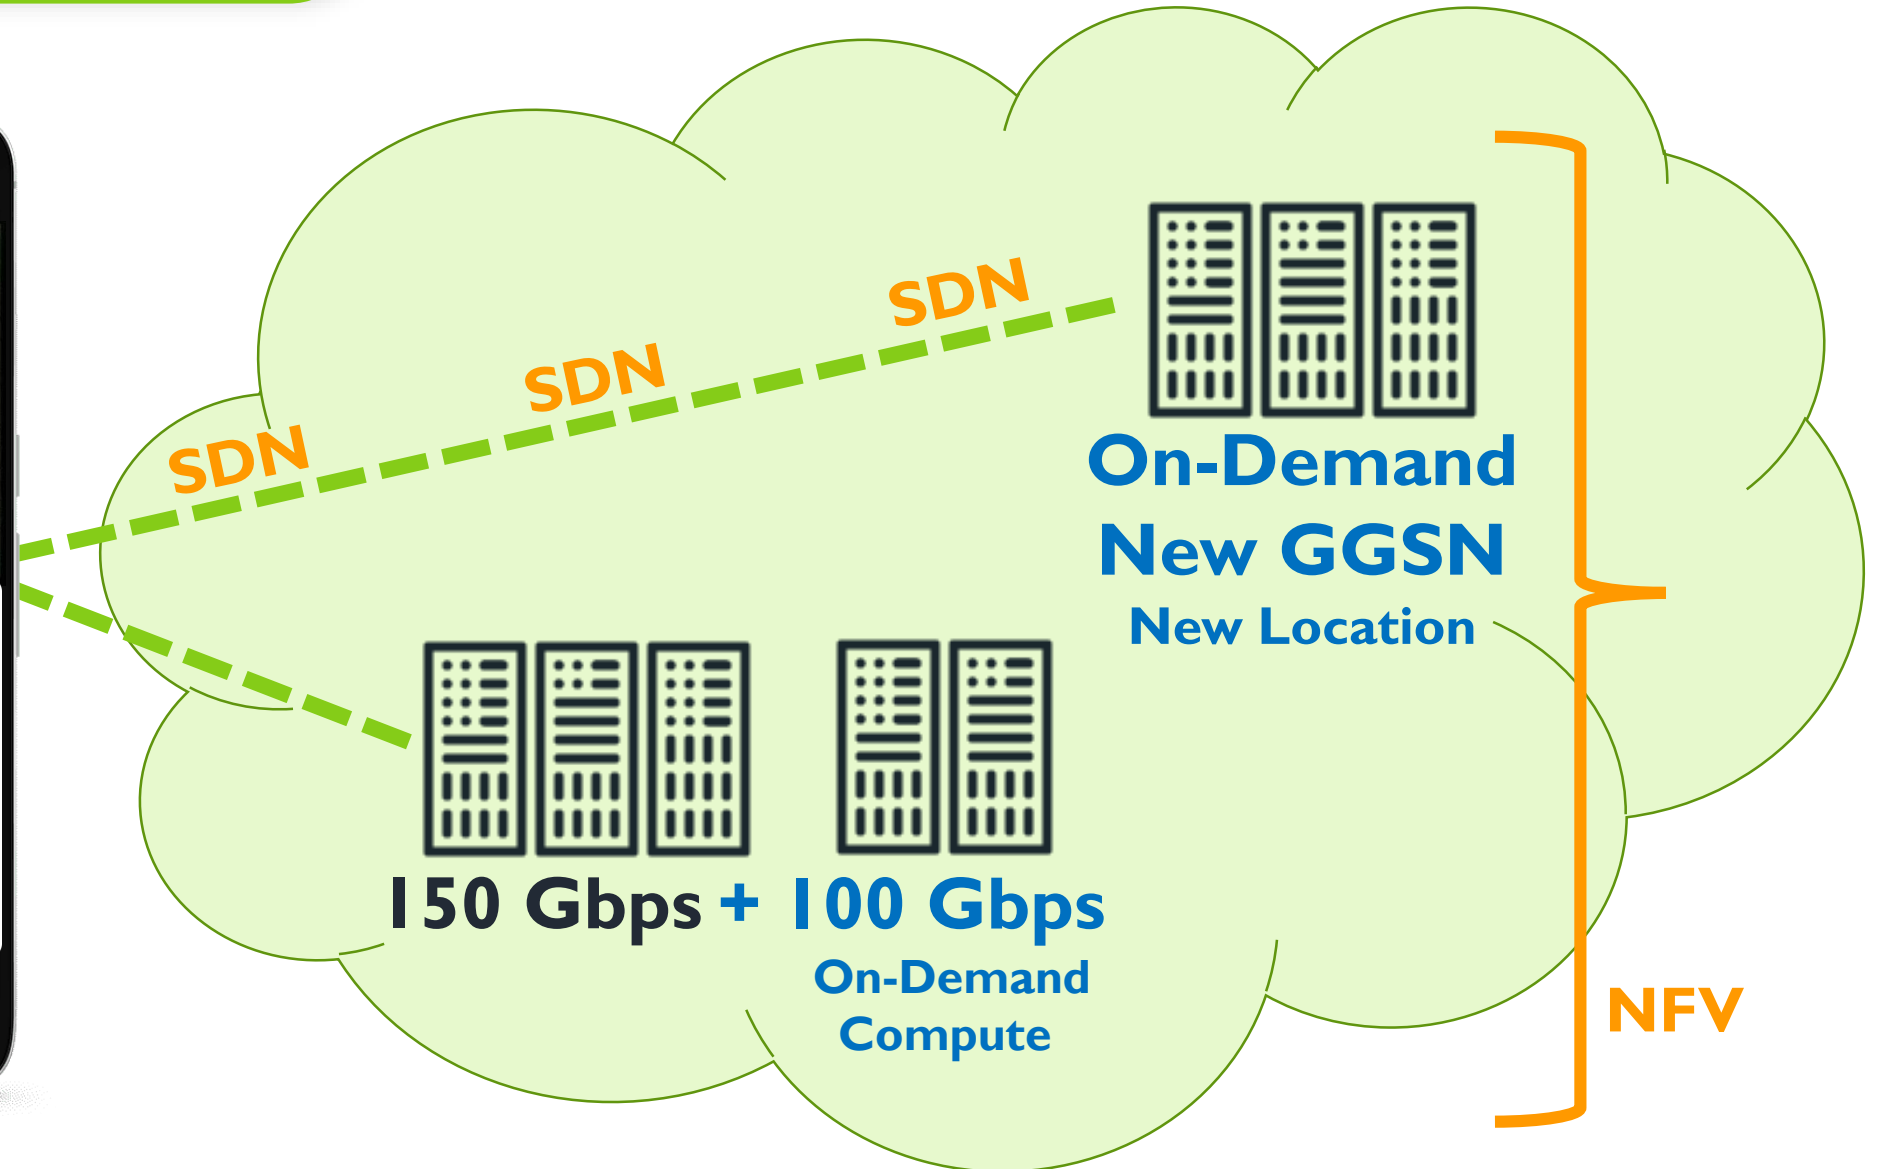 SDN
SDN
SDN
On-Demand
New GGSN
New Location
150 Gbps + 100 Gbps
On-Demand
Compute
NFV